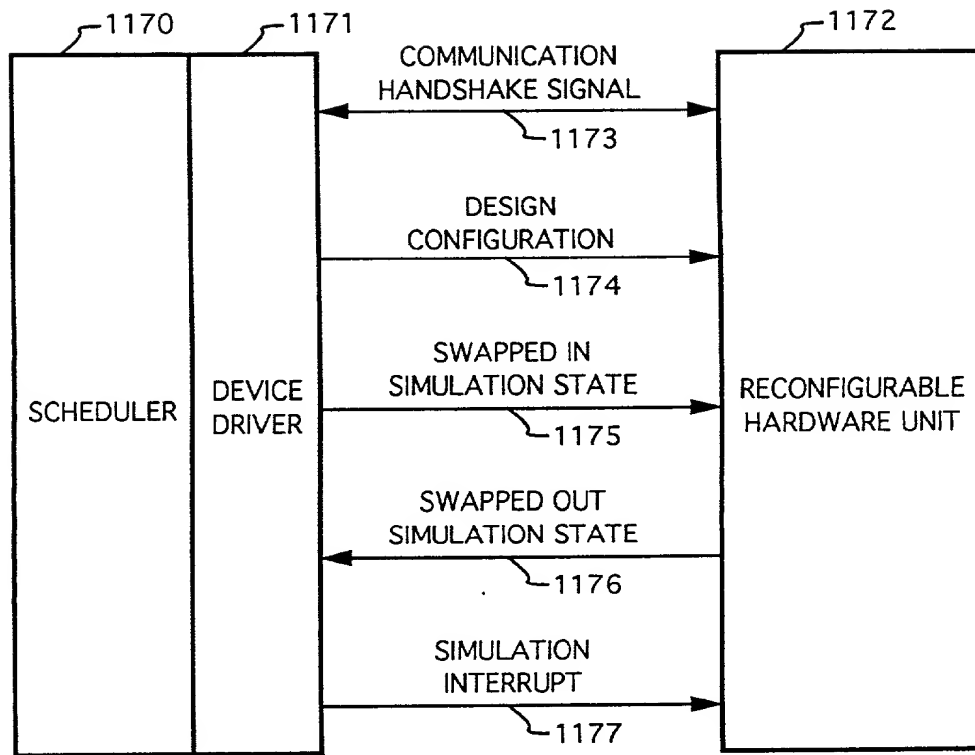 1170
1171
1172
COMMUNICATION
HANDSHAKE SIGNAL
1173
DESIGN
CONFIGURATION
1174
SWAPPED IN
SIMULATION STATE
1175
SCHEDULER
DEVICE
DRIVER
RECONFIGURABLE
HARDWARE UNIT
SWAPPED OUT
SIMULATION STATE
1176
SIMULATION
INTERRUPT
1177